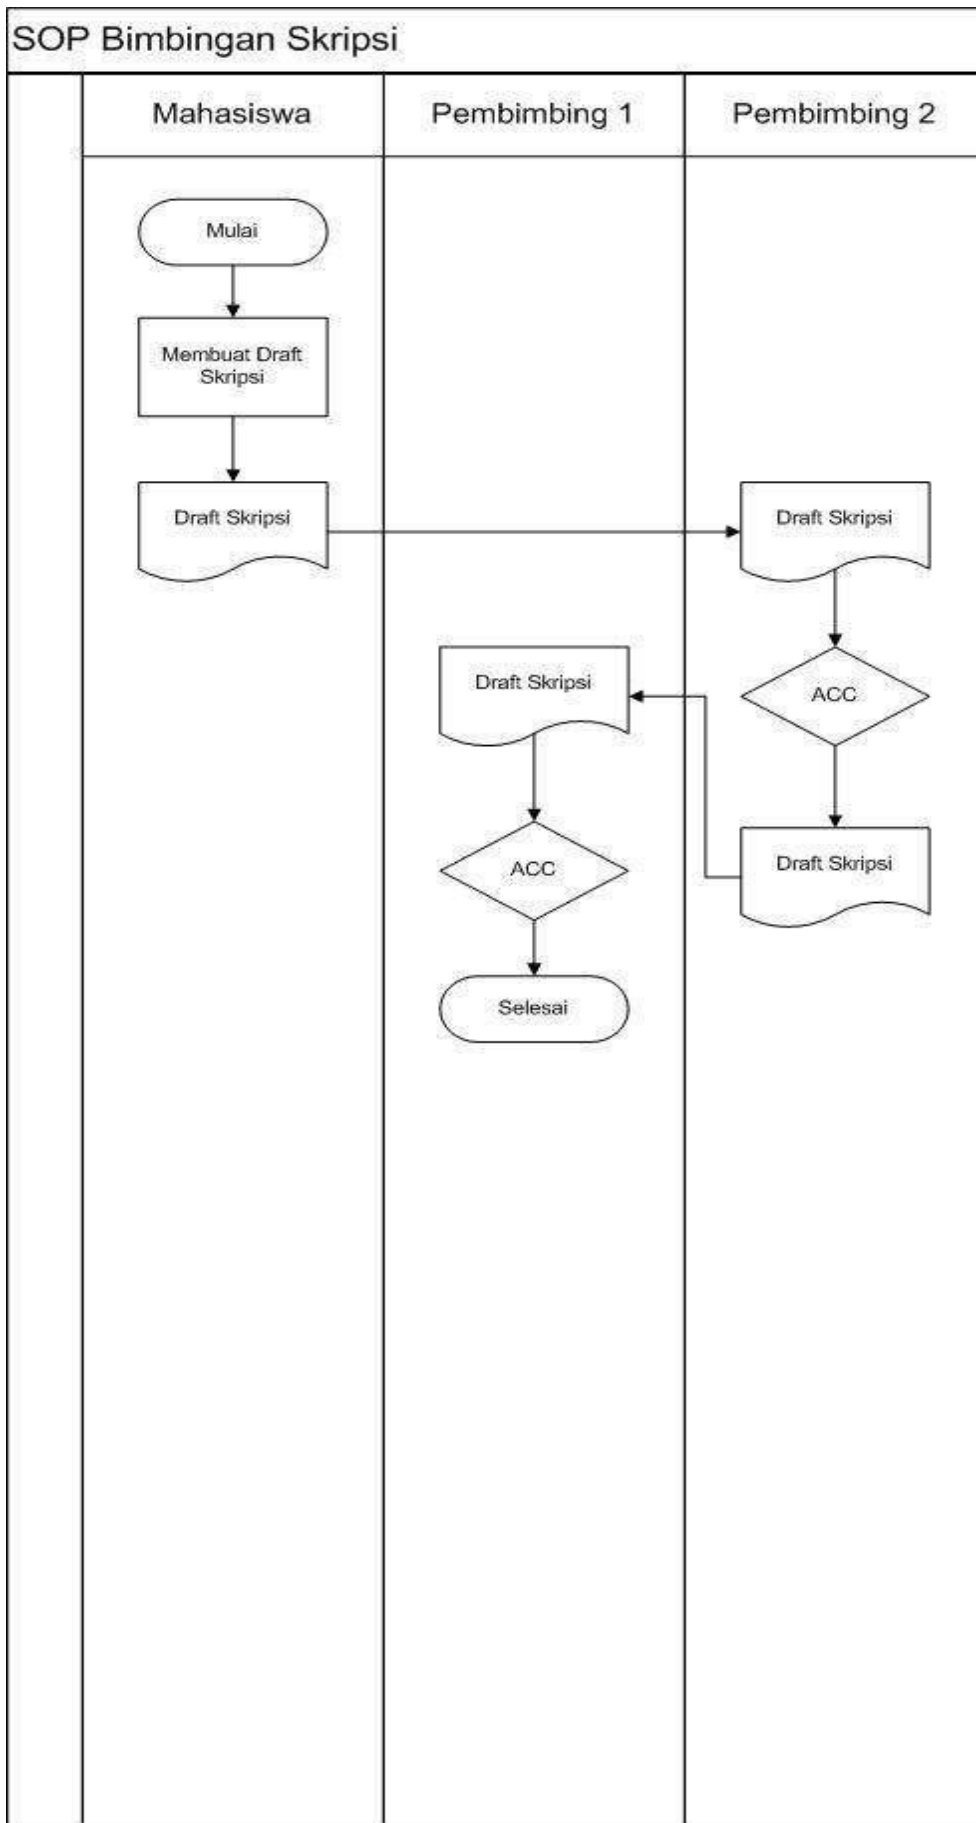 SOP Bimbingan Skripsi
Mahasiswa
Pembimbing 1
Pembimbing 2
Mulai
Membuat Draft
Skripsi
Draft Skripsi
Draft Skripsi
ACC
Draft Skripsi
Draft Skripsi
ACC
Selesai